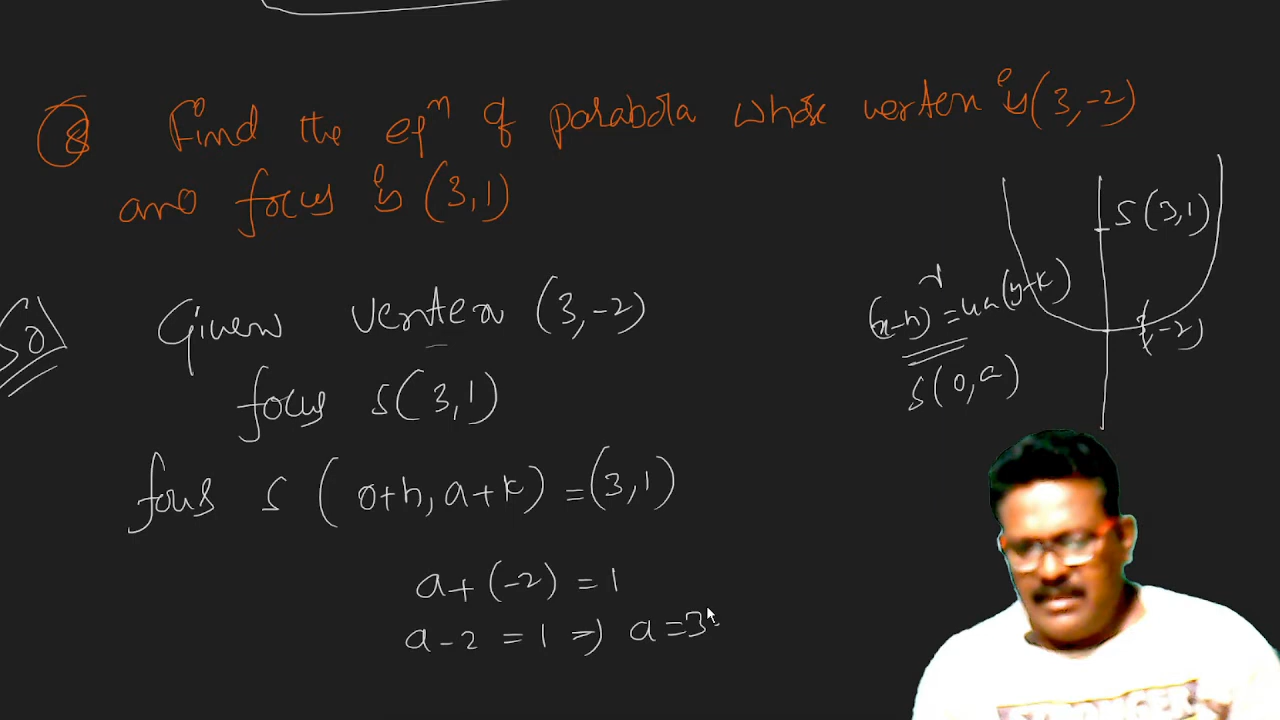 Q Find the eqⁿ of parabola whose vertex is (3,-2)
and focus is (3,1)
Sol
Given vertex (3,-2)
focus S(3,1)
focus S (0+h, a+k) = (3,1)
a+(-2) = 1
a-2 = 1 ⇒ a=3
S(3,1)
(x-h)² = 4a(y-k)
S(0,a)
-2)
STRONGER